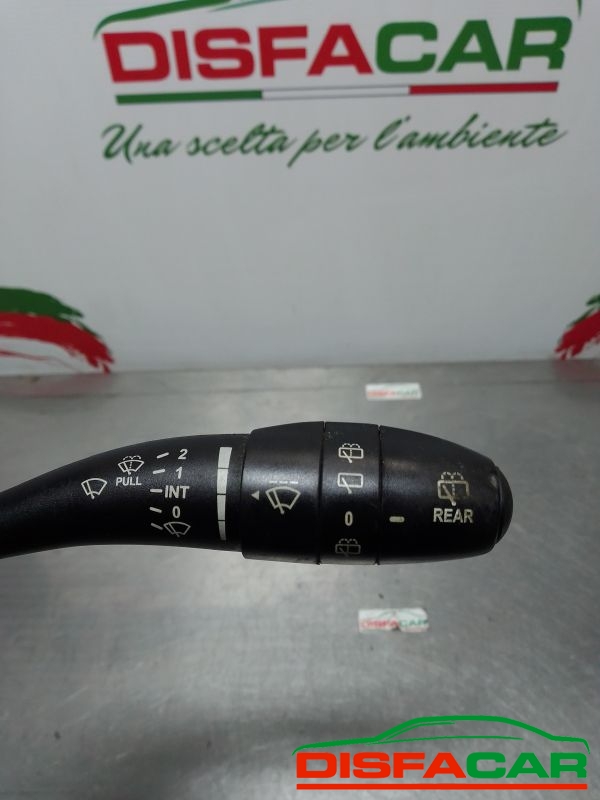 DISFACAR
Una scelta per l'ambiente
2
PULL 1
INT
0
0
REAR
DISFACAR
DISFACAR
DISFACAR